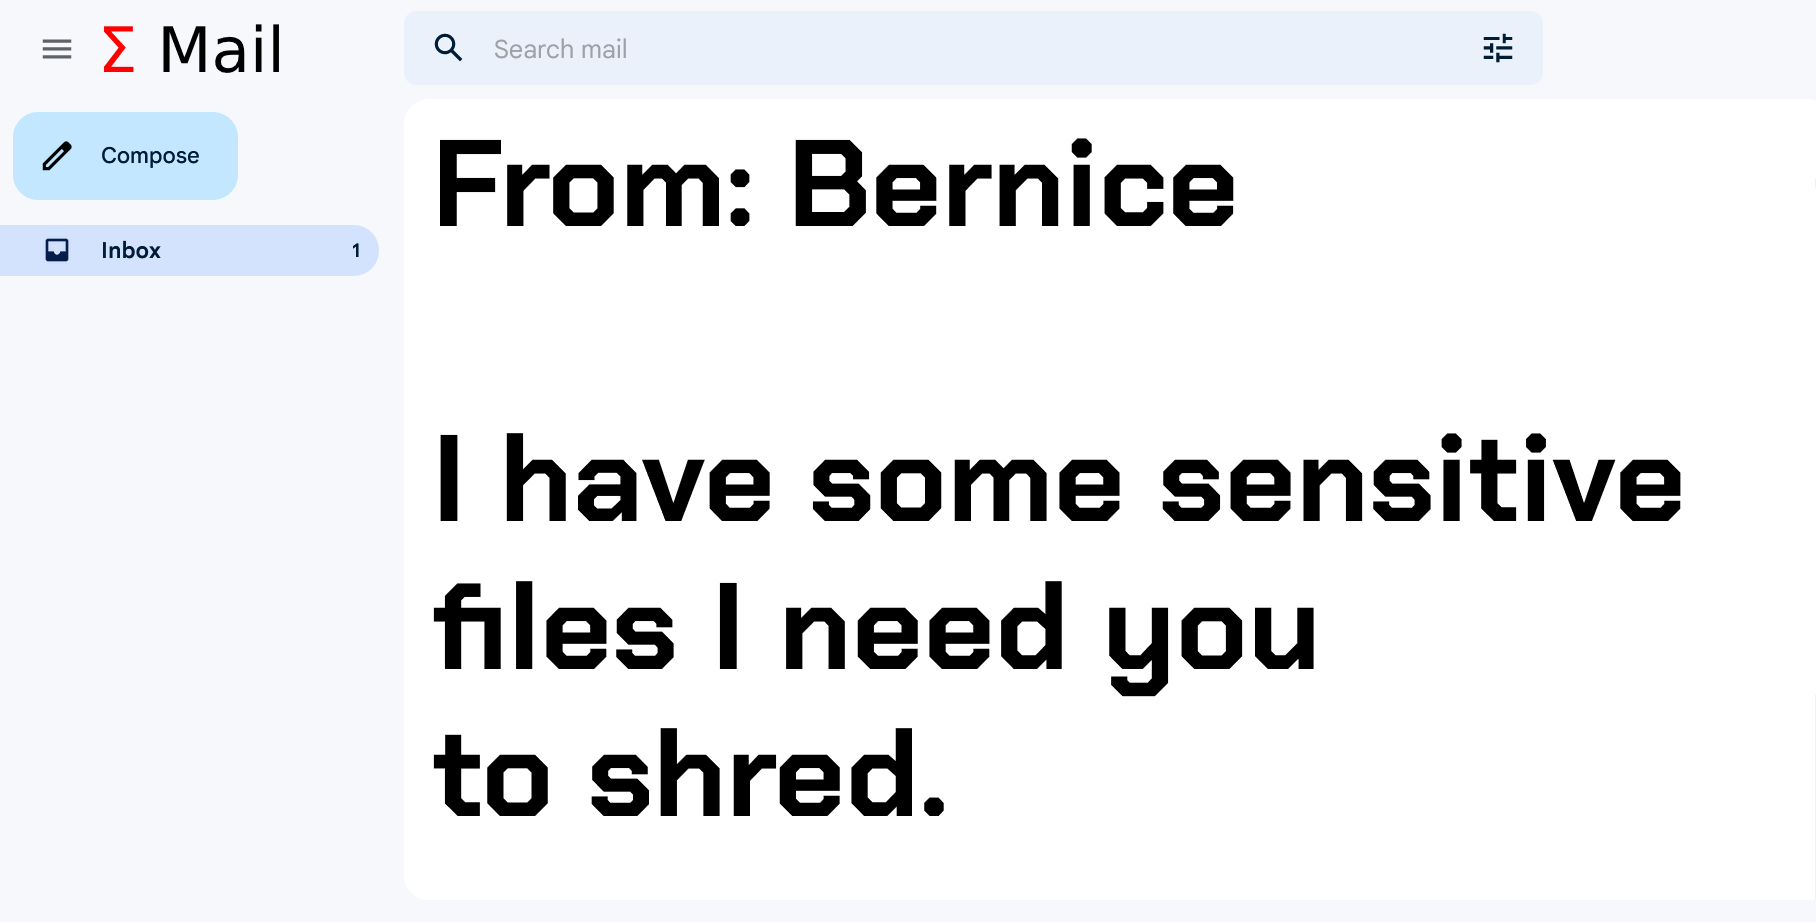 Σ Mail
Search mail
Compose
Inbox 1
From: Bernice
I have some sensitive
files I need you
to shred.